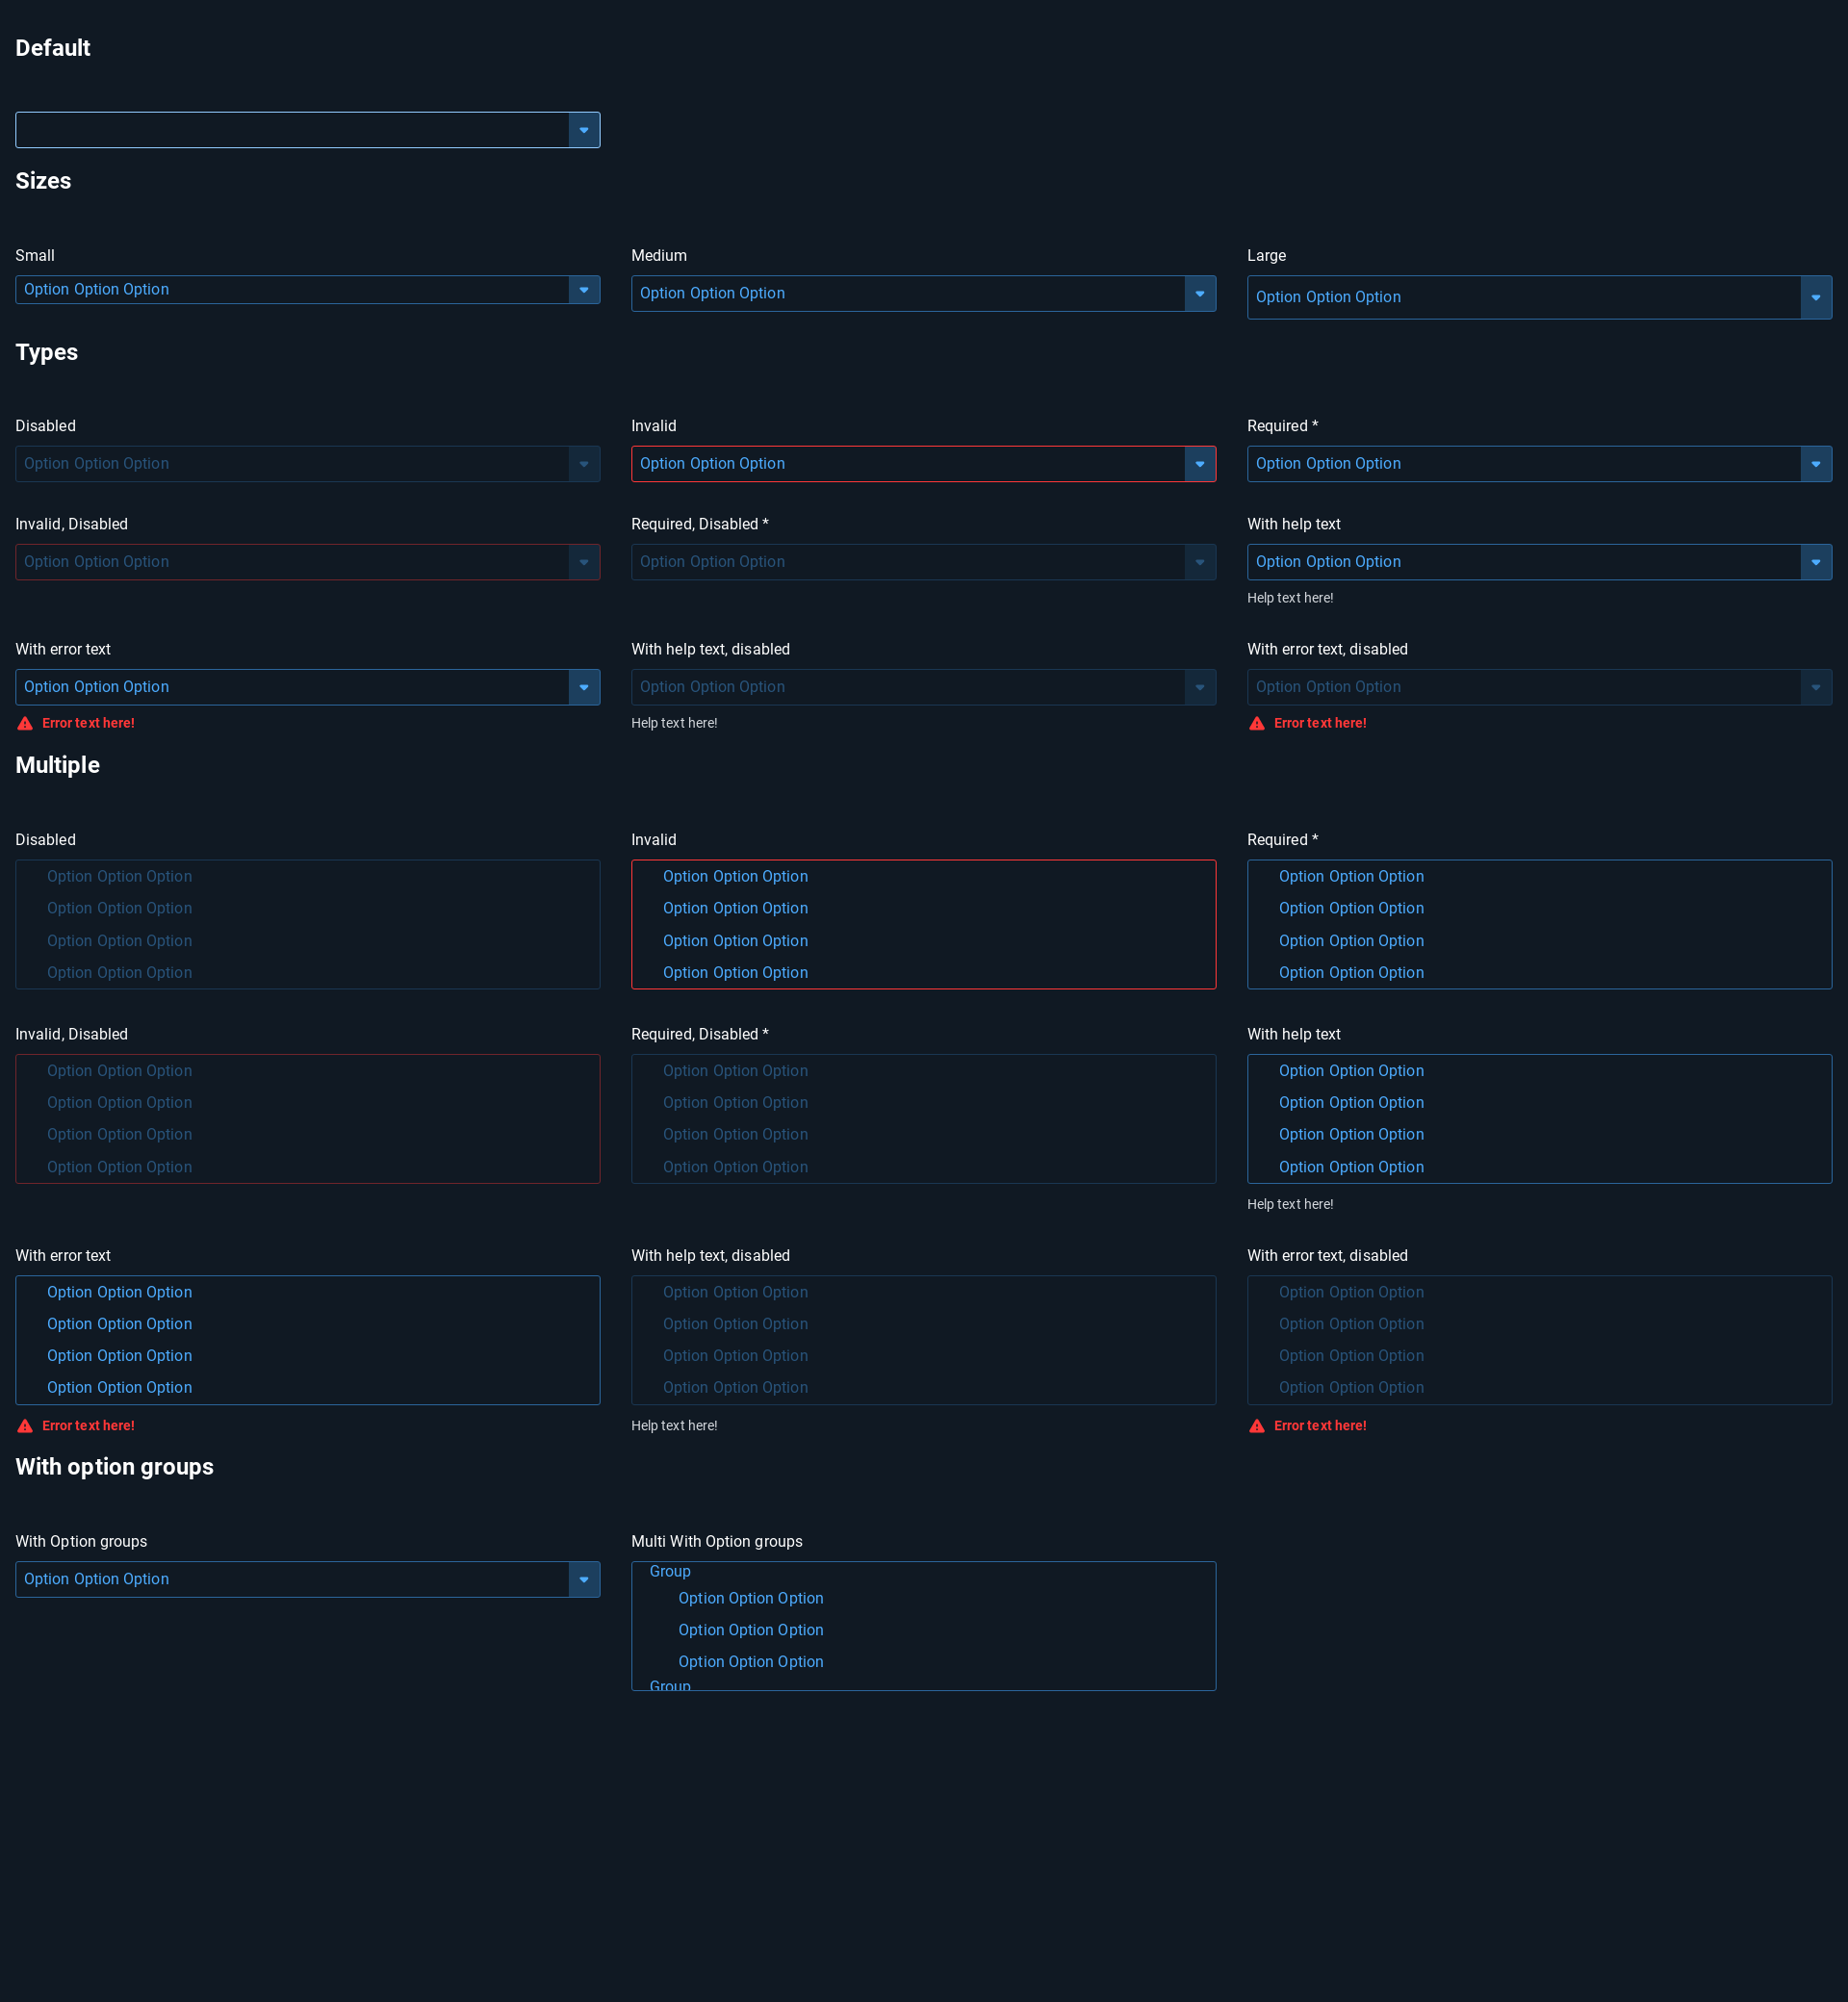 Default
Sizes
Small
Medium
Large
Option Option Option
Option Option Option
Option Option Option
Types
Disabled
Invalid
Required *
Option Option Option
Option Option Option
Option Option Option
Invalid, Disabled
Required, Disabled *
With help text
Option Option Option
Option Option Option
Option Option Option
Help text here!
With error text
With help text, disabled
With error text, disabled
Option Option Option
Option Option Option
Option Option Option
Error text here!
Help text here!
Error text here!
Multiple
Disabled
Option Option Option
Option Option Option
Option Option Option
Option Option Option
Invalid
Option Option Option
Option Option Option
Option Option Option
Option Option Option
Required *
Option Option Option
Option Option Option
Option Option Option
Option Option Option
Invalid, Disabled
Option Option Option
Option Option Option
Option Option Option
Option Option Option
Required, Disabled *
Option Option Option
Option Option Option
Option Option Option
Option Option Option
With help text
Option Option Option
Option Option Option
Option Option Option
Option Option Option
Help text here!
With error text
Option Option Option
Option Option Option
Option Option Option
Option Option Option
Error text here!
With help text, disabled
Option Option Option
Option Option Option
Option Option Option
Option Option Option
Help text here!
With error text, disabled
Option Option Option
Option Option Option
Option Option Option
Option Option Option
Error text here!
With option groups
With Option groups
Option Option Option
Multi With Option groups
Group
Option Option Option
Option Option Option
Option Option Option
Group